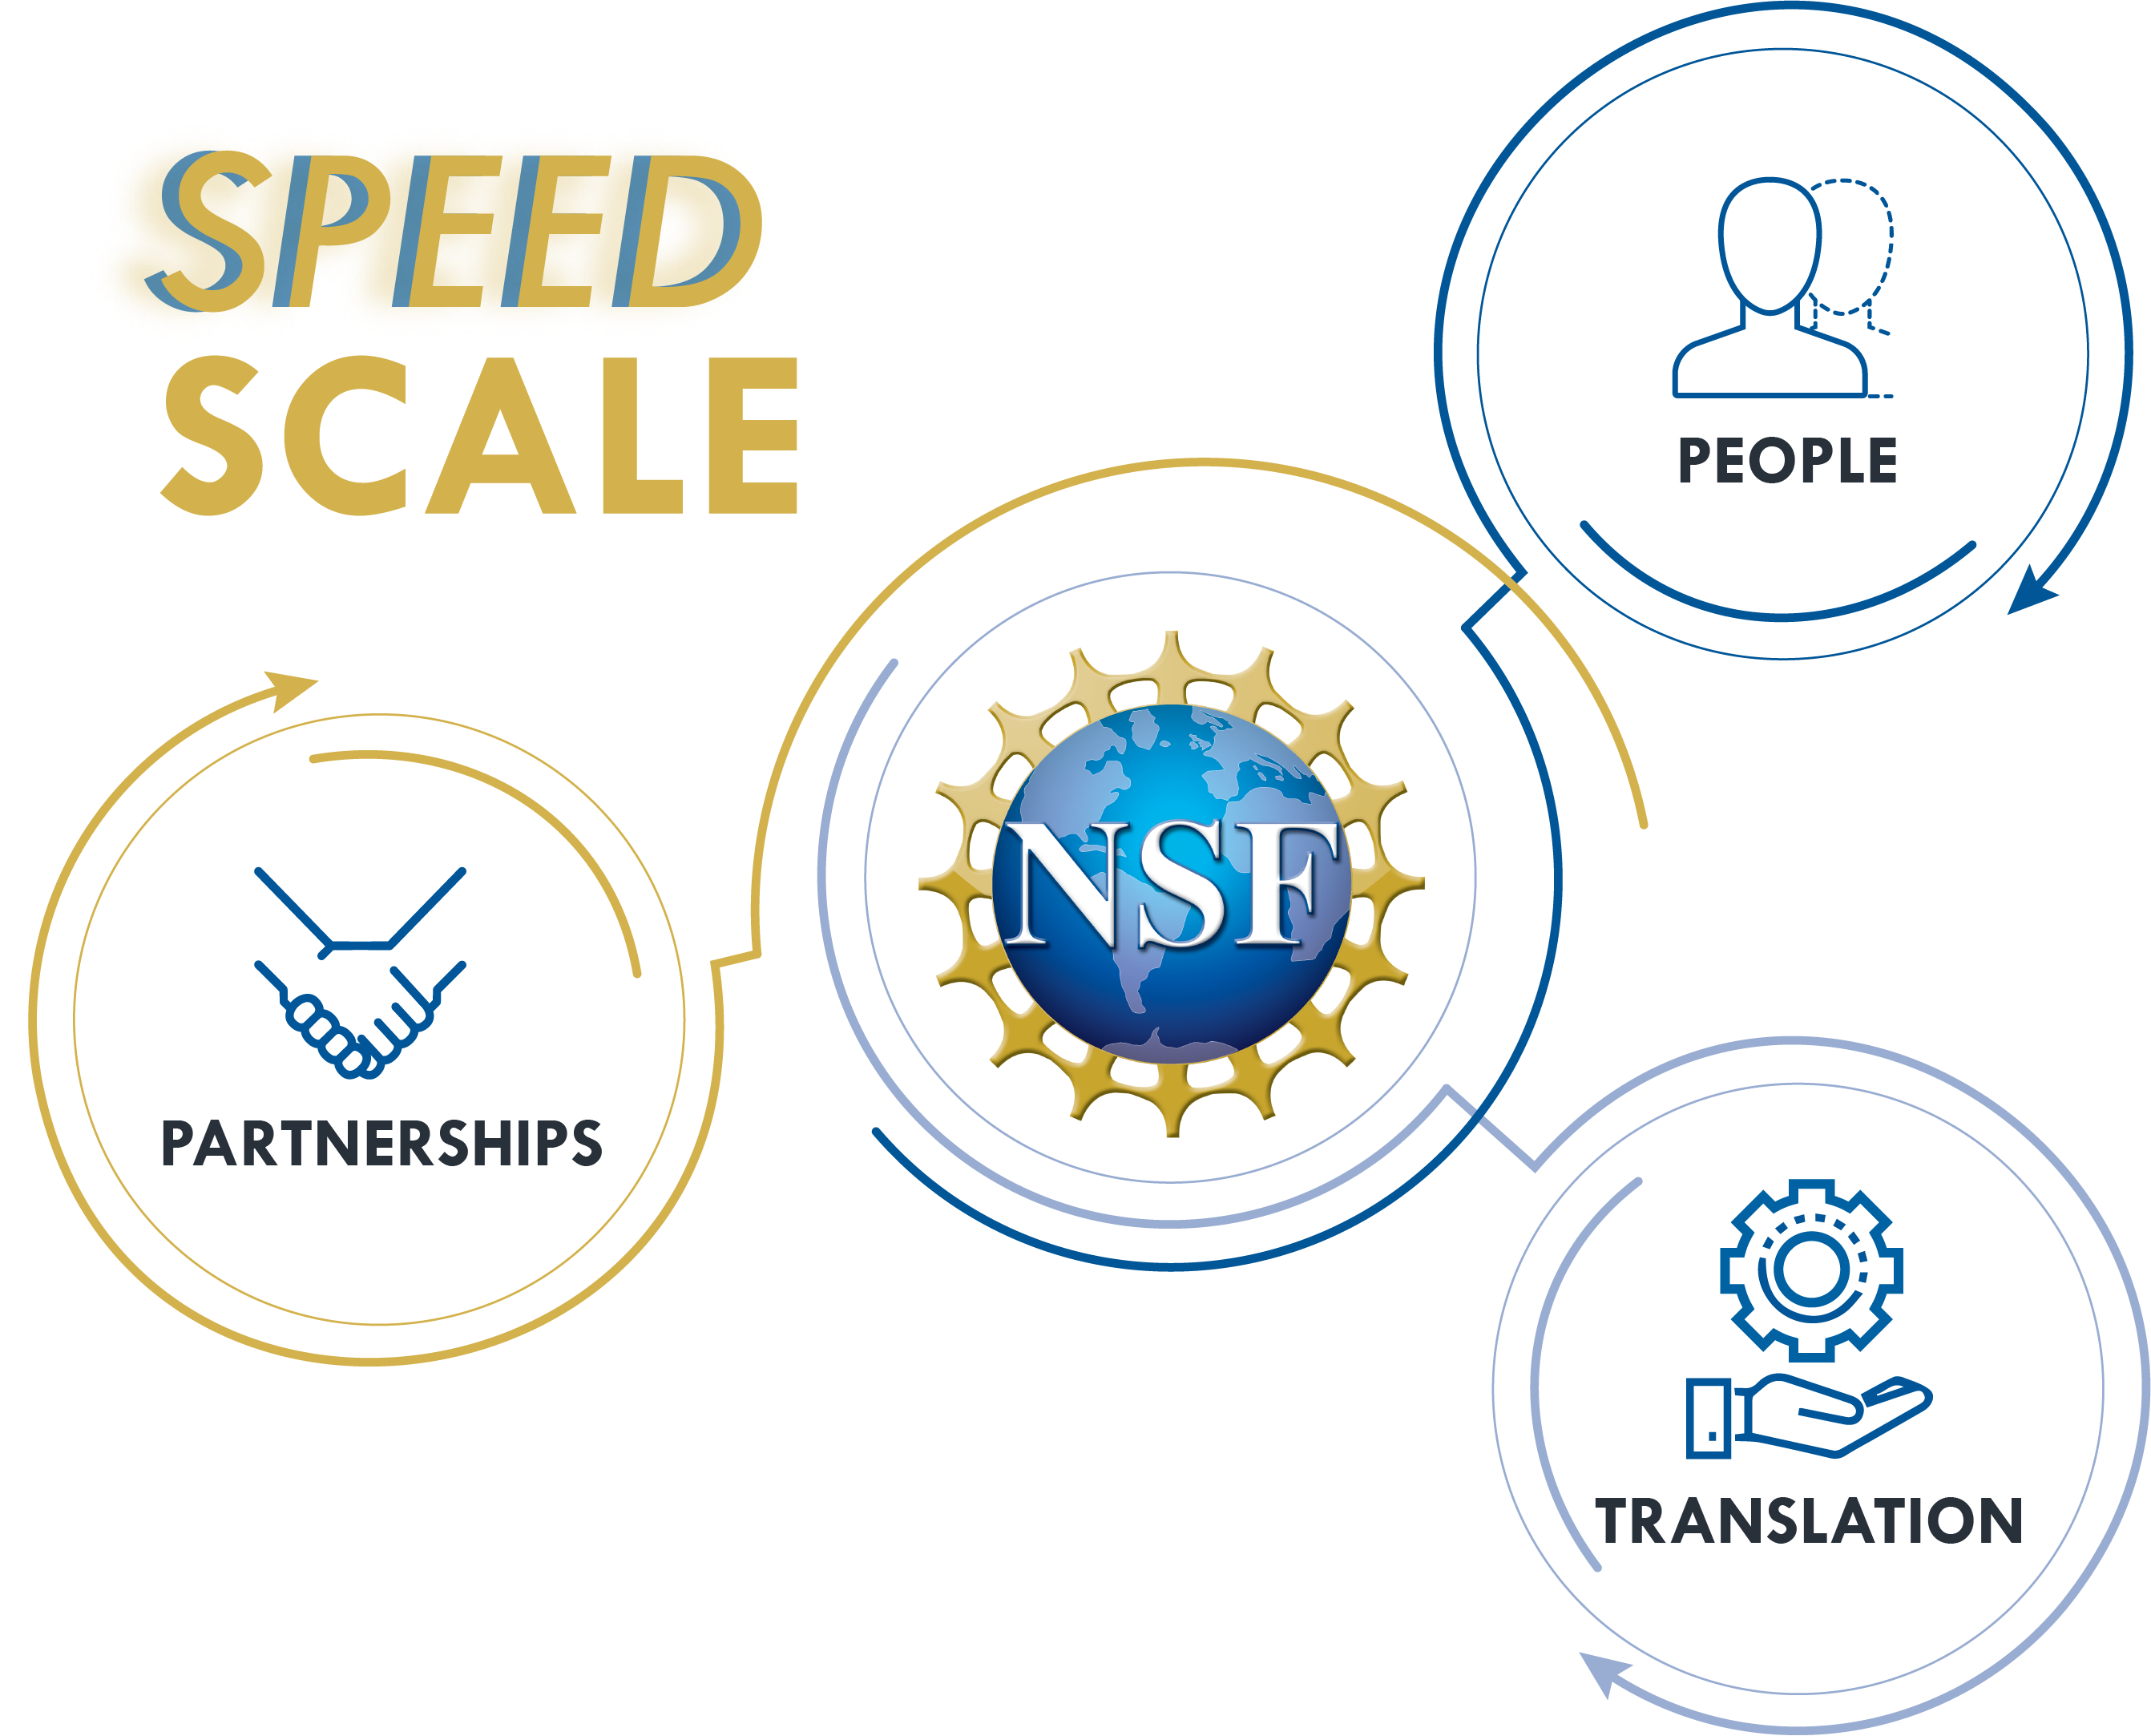 SPEED
SCALE
PEOPLE
NSF
PARTNERSHIPS
TRANSLATION